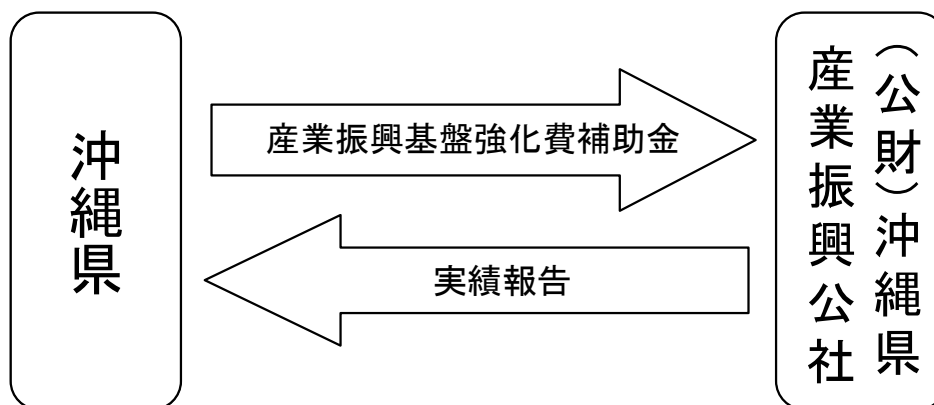 沖縄県
産業振興基盤強化費補助金
実績報告
（公財）沖縄県
産業振興公社